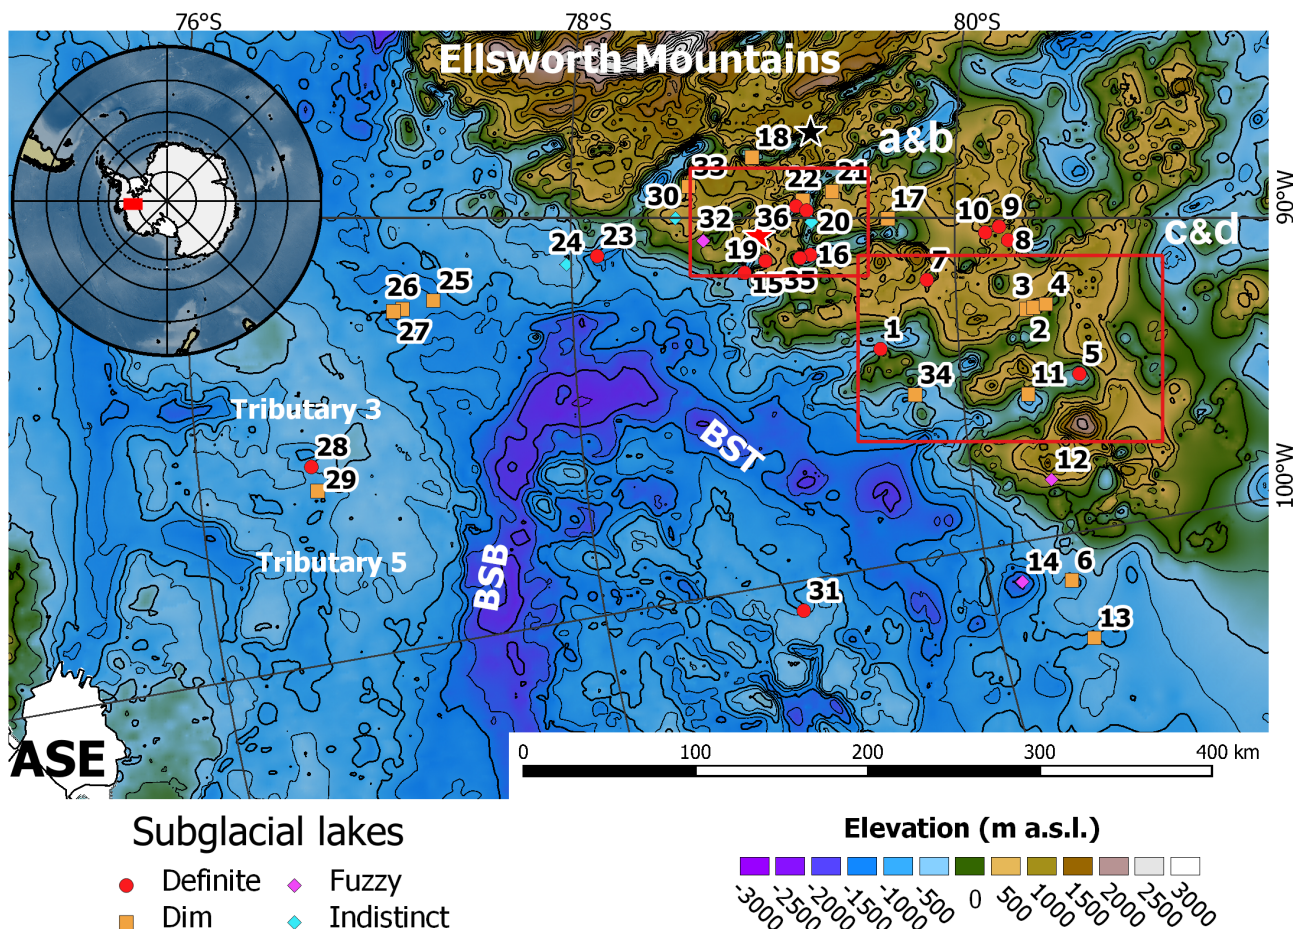 76°S 78°S 80°S
Ellsworth Mountains
18
a&b
33
22 21
30
17
90°W
32 36 20
10 9
c&d
24 23
19 16
8
15 35
7
26 25
3 4
27
2
1
5
34 11
Tributary 3
BST
28
12
29
100°W
Tributary 5
BSB
14 6
31
13
ASE
0 100 200 300 400 km
Subglacial lakes
Elevation (m a.s.l.)
Definite Fuzzy
Dim Indistinct
-3000 -2500 -2000 -1500 -1000 -500 0 500 1000 1500 2000 2500 3000